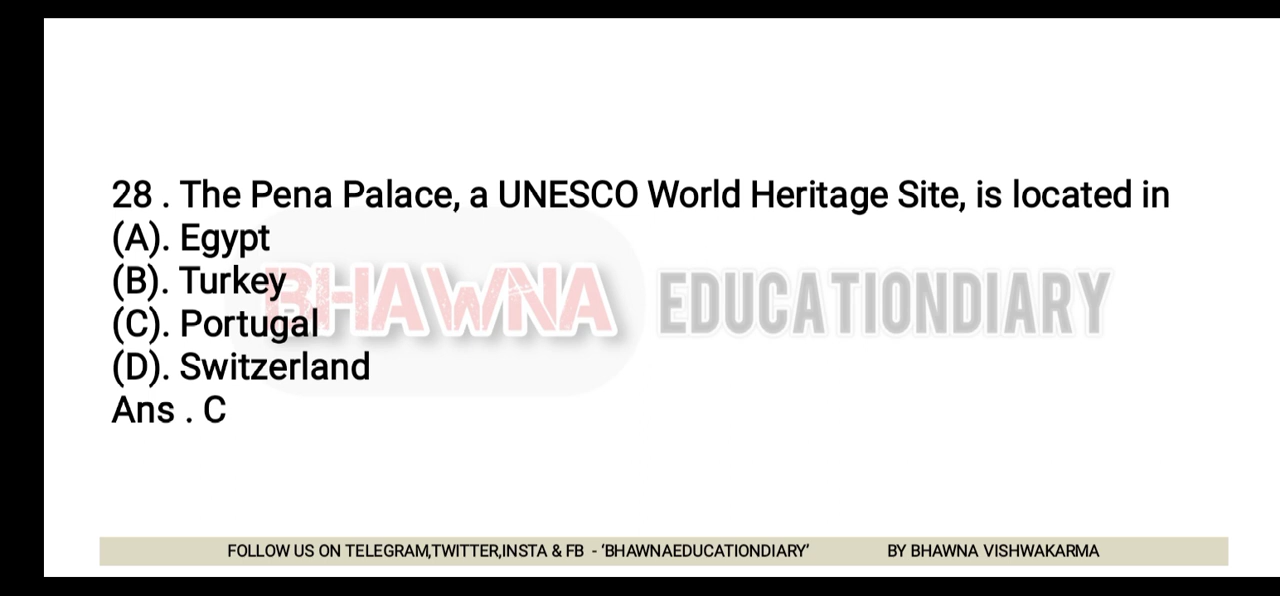 28 . The Pena Palace, a UNESCO World Heritage Site, is located in
(A). Egypt
(B). Turkey
(C). Portugal
(D). Switzerland
Ans . C
BHAWNA EDUCATIONDIARY
FOLLOW US ON TELEGRAM,TWITTER,INSTA & FB - ‘BHAWNAEDUCATIONDIARY’ BY BHAWNA VISHWAKARMA